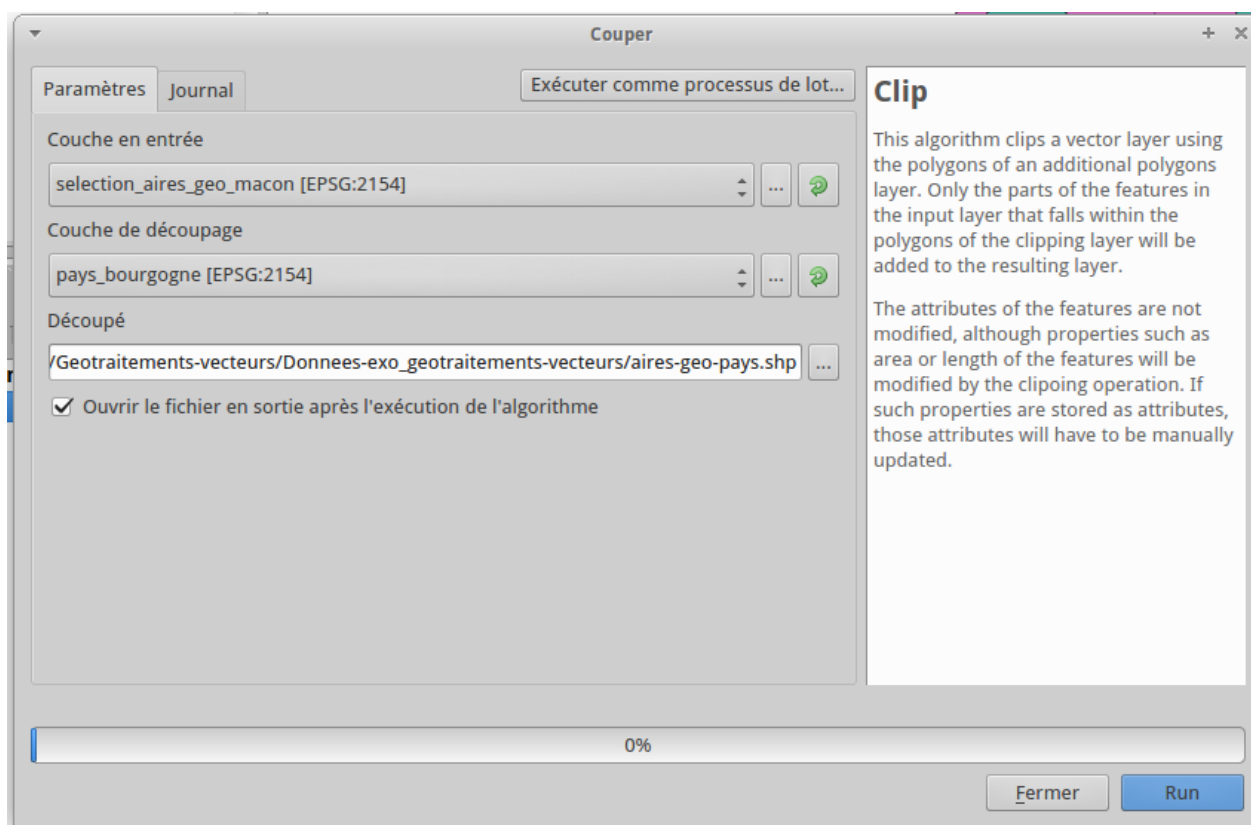 Couper
Paramètres
Journal
Exécuter comme processus de lot...
Couche en entrée
selection_aires_geo_macon [EPSG:2154]
...
Couche de découpage
pays_bourgogne [EPSG:2154]
...
Découpé
/Geotraitements-vecteurs/Donnees-exo_geotraitements-vecteurs/aires-geo-pays.shp
...
Ouvrir le fichier en sortie après l'exécution de l'algorithme
Clip
This algorithm clips a vector layer using
the polygons of an additional polygons
layer. Only the parts of the features in
the input layer that falls within the
polygons of the clipping layer will be
added to the resulting layer.
The attributes of the features are not
modified, although properties such as
area or length of the features will be
modified by the clipoing operation. If
such properties are stored as attributes,
those attributes will have to be manually
updated.
0%
Fermer
Run